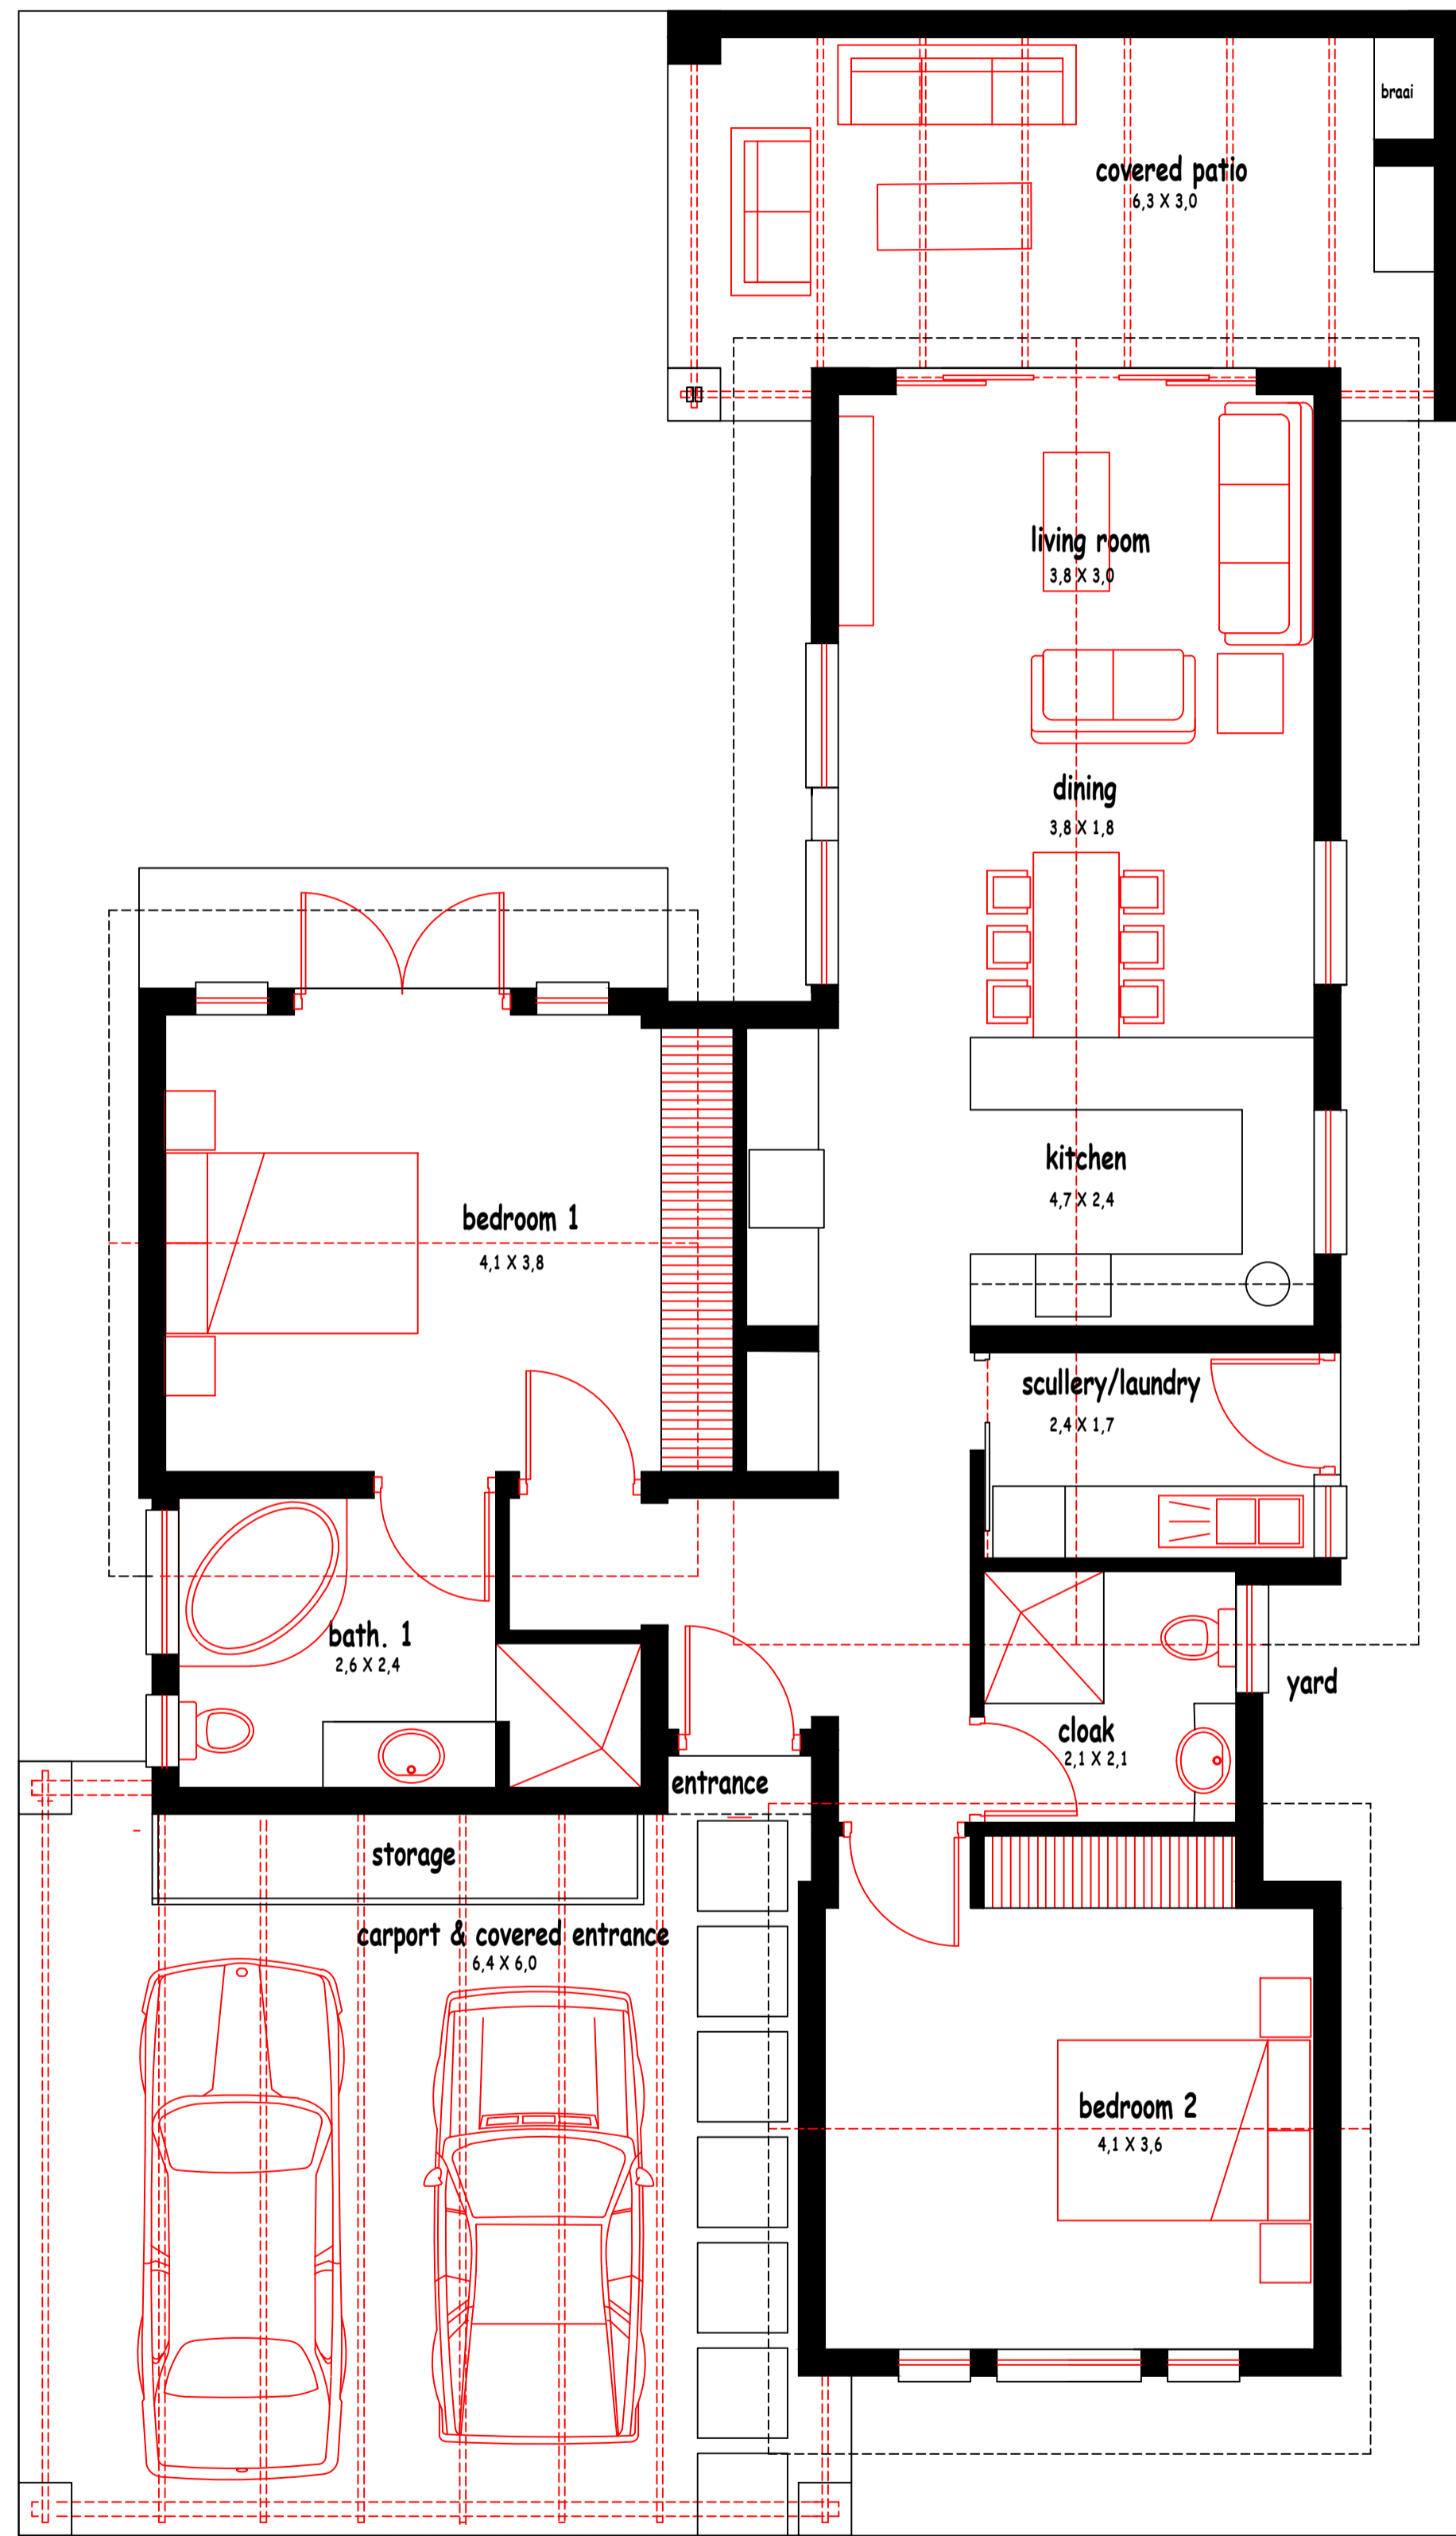 braai
covered patio
6,3 X 3,0
living room
3,8 X 3,0
dining
3,8 X 1,8
kitchen
4,7 X 2,4
bedroom 1
4,1 X 3,8
scullery/laundry
2,4 X 1,7
bath. 1
2,6 X 2,4
yard
cloak
2,1 X 2,1
entrance
storage
carport & covered entrance
6,4 X 6,0
bedroom 2
4,1 X 3,6